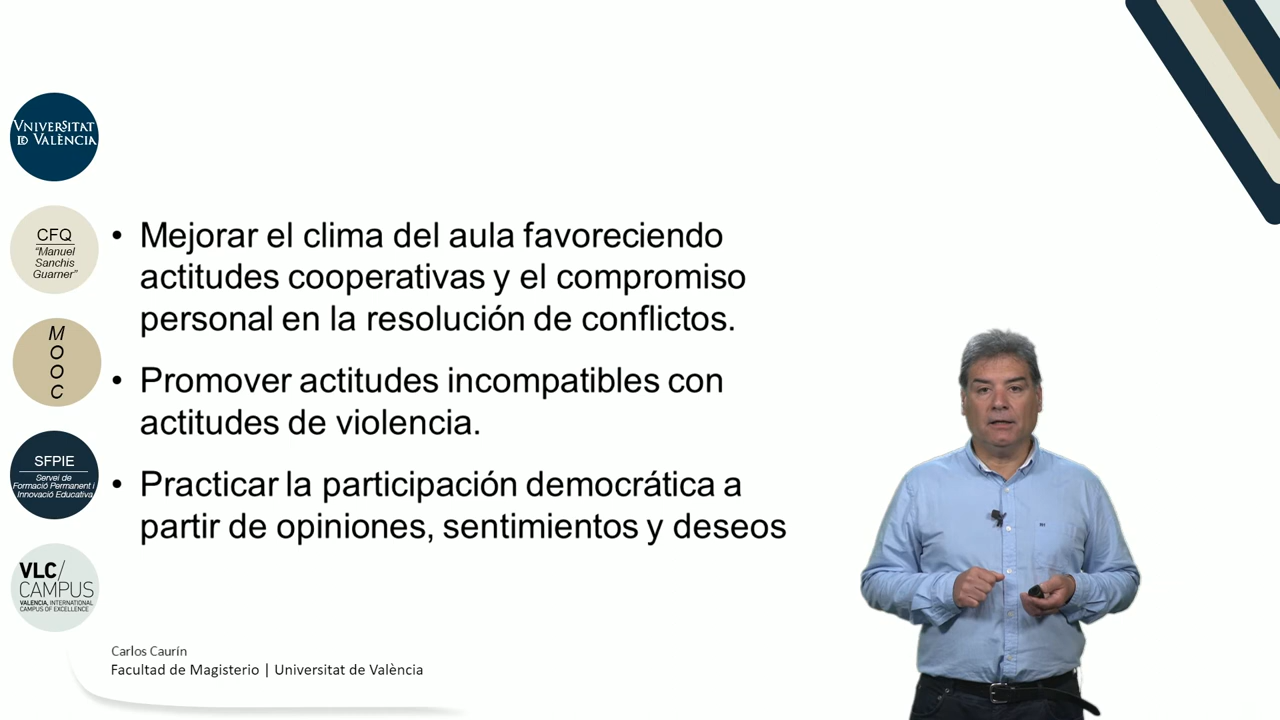 VNIVERSITAT
ID VALÈNCIA
CFQ
"Manuel
Sanchis
Guarner"
M
O
O
C
SFPIE
Servei de
Formació Permanent i
Innovació Educativa
VLC/
CAMPUS
VALENCIA, INTERNATIONAL
CAMPUS OF EXCELLENCE
• Mejorar el clima del aula favoreciendo
actitudes cooperativas y el compromiso
personal en la resolución de conflictos.
• Promover actitudes incompatibles con
actitudes de violencia.
• Practicar la participación democrática a
partir de opiniones, sentimientos y deseos
Carlos Caurín
Facultad de Magisterio | Universitat de València